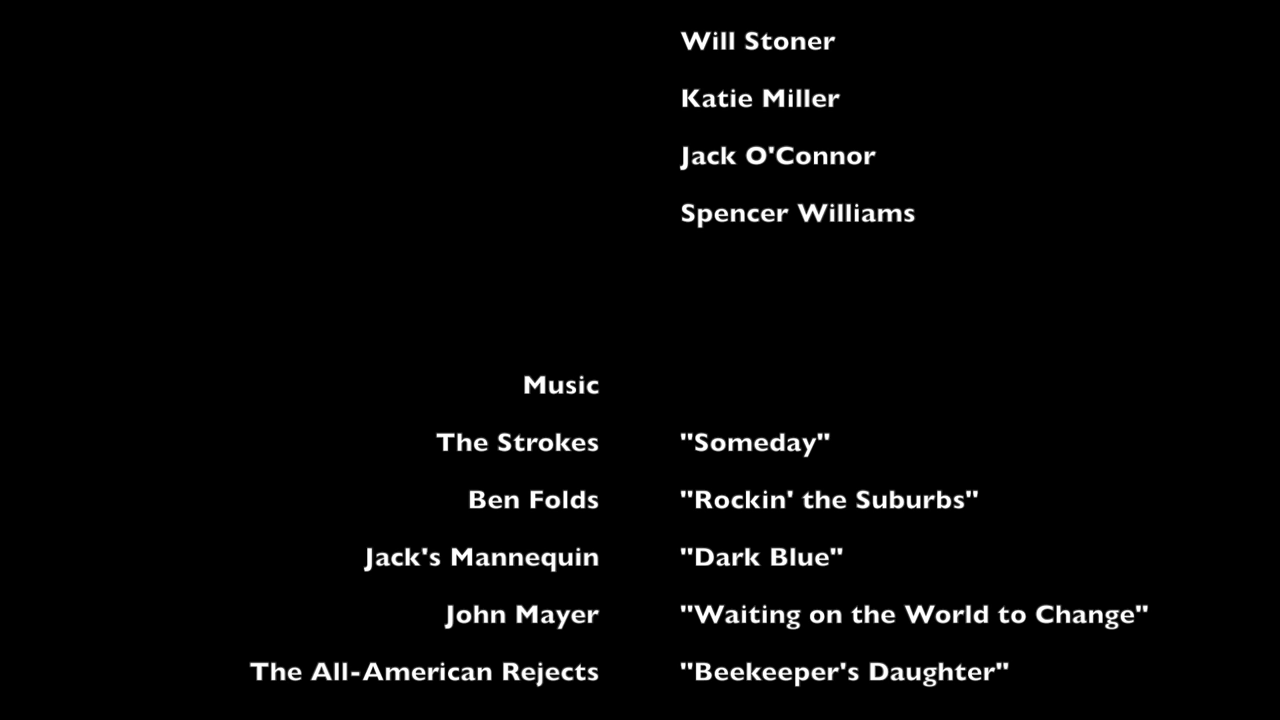 Will Stoner
Katie Miller
Jack O'Connor
Spencer Williams
Music
The Strokes "Someday"
Ben Folds "Rockin' the Suburbs"
Jack's Mannequin "Dark Blue"
John Mayer "Waiting on the World to Change"
The All-American Rejects "Beekeeper's Daughter"